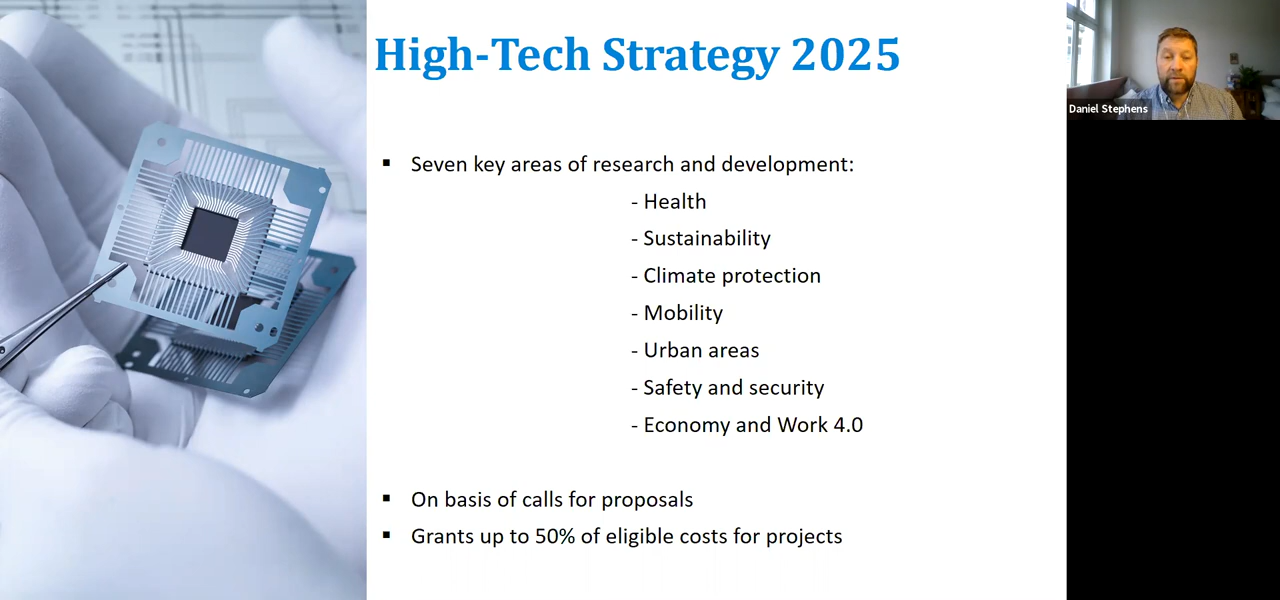 High-Tech Strategy 2025
Daniel Stephens
▪ Seven key areas of research and development:
- Health
- Sustainability
- Climate protection
- Mobility
- Urban areas
- Safety and security
- Economy and Work 4.0
▪ On basis of calls for proposals
▪ Grants up to 50% of eligible costs for projects